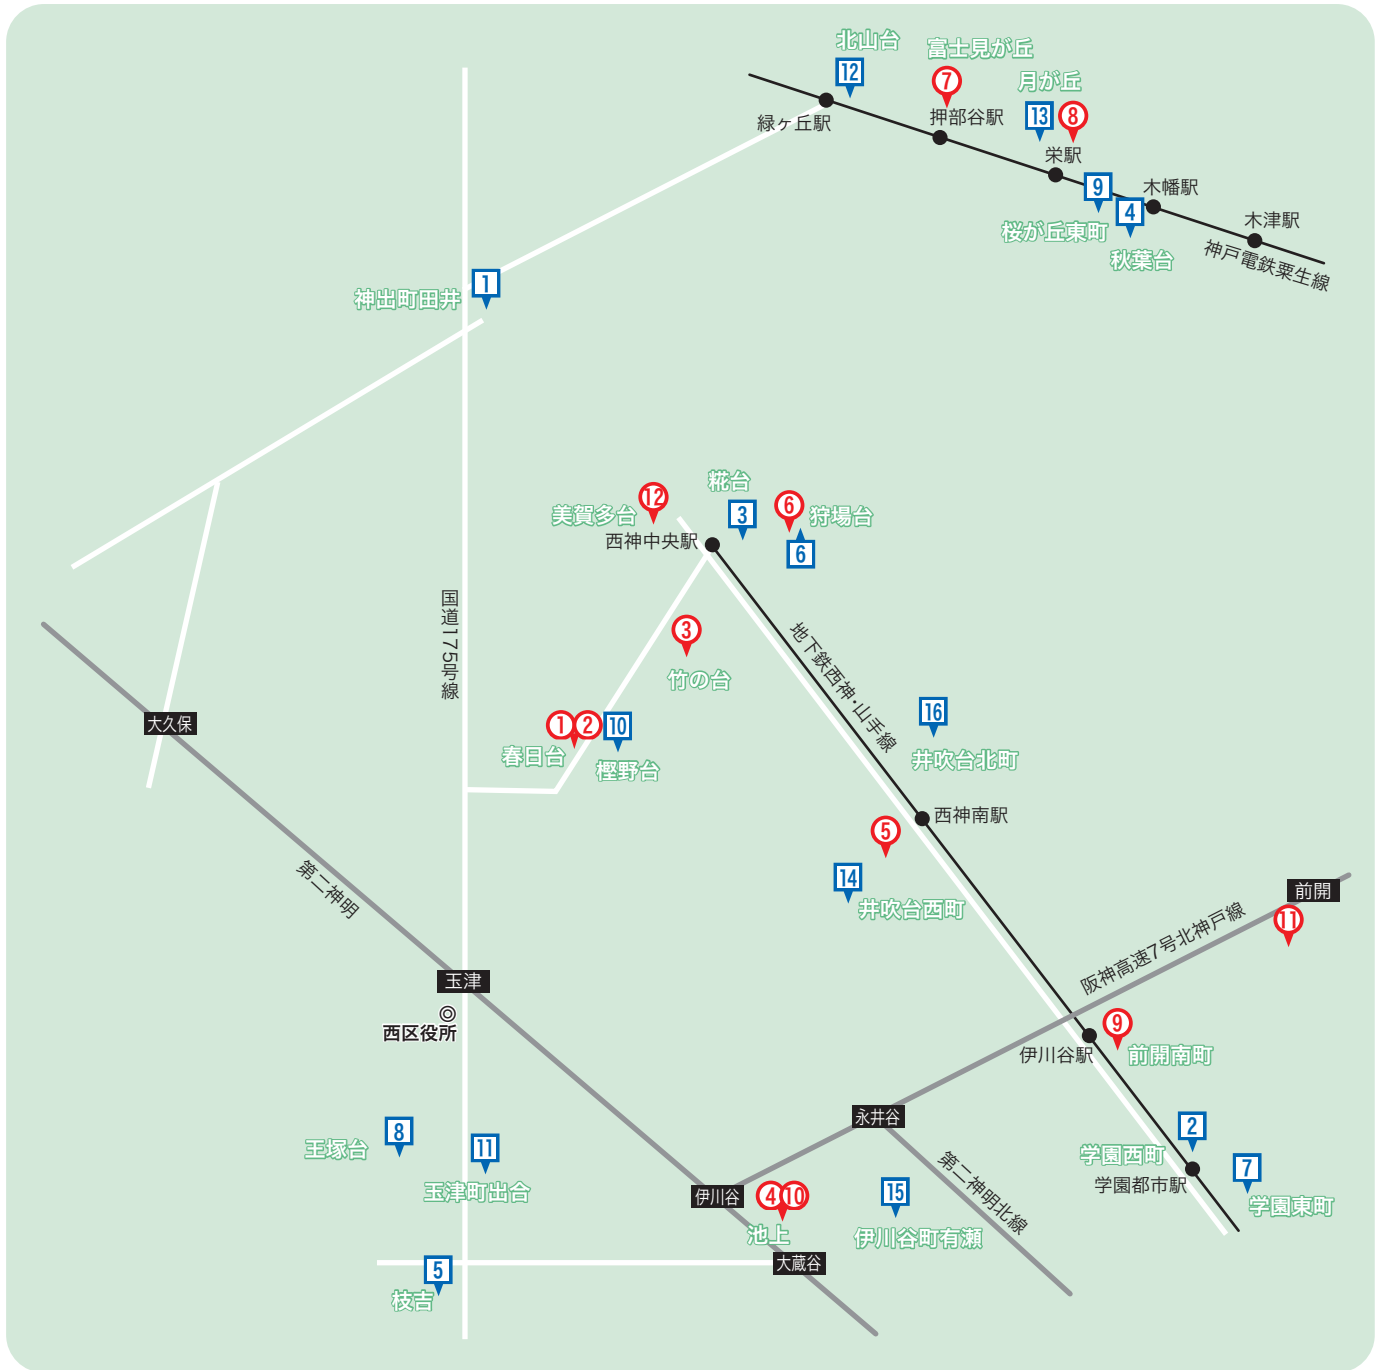 北山台
12
富士見が丘
7
月が丘
13
8
緑ヶ丘駅
押部谷駅
栄駅
9
木幡駅
4
木津駅
桜が丘東町
秋葉台
神戸電鉄粟生線
神出町田井
1
糀台
12
美賀多台
3
6
狩場台
西神中央駅
6
国道175号線
3
竹の台
地下鉄西神・山手線
1
2
10
春日台
樫野台
16
井吹台北町
大久保
5
西神南駅
14
井吹台西町
第二神明
前開
11
阪神高速7号北神戸線
玉津
◎
西区役所
9
伊川谷駅
前開南町
8
王塚台
11
玉津町出合
永井谷
2
学園西町
7
学園都市駅
学園東町
第二神明北線
伊川谷
4
10
池上
15
伊川谷町有瀬
大蔵谷
5
枝吉